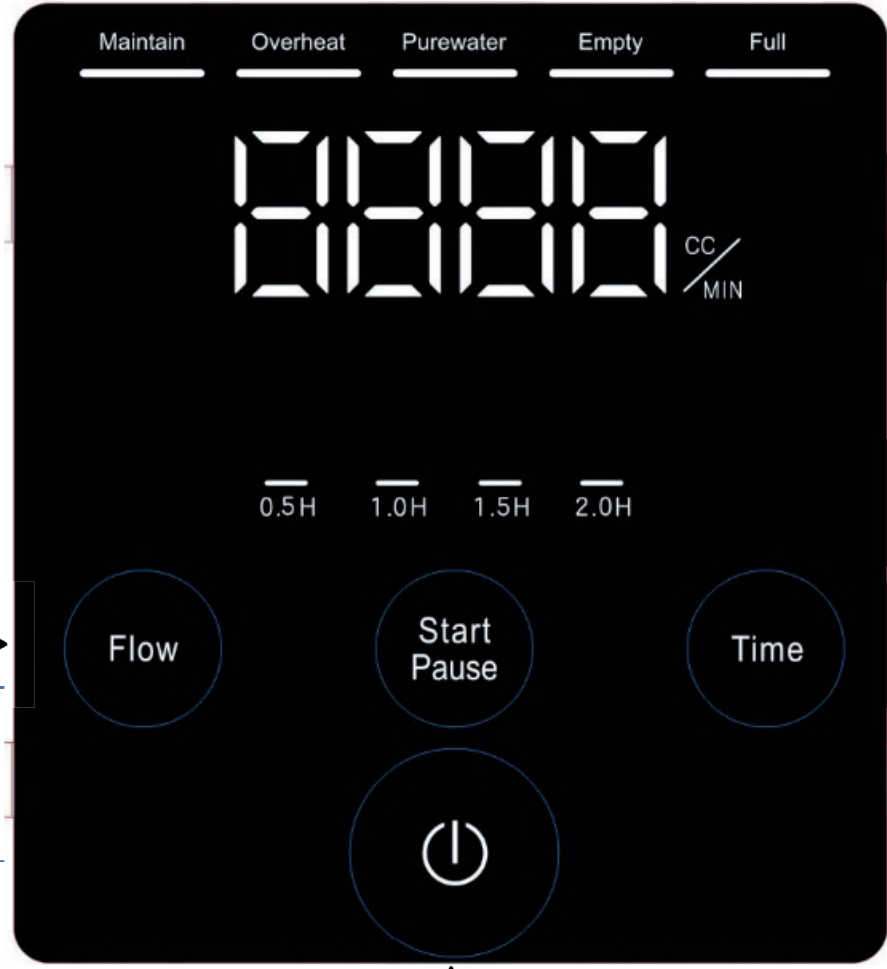 Maintain Overheat Purewater Empty Full
8888 CC/MIN
0.5H 1.0H 1.5H 2.0H
Flow Start Pause Time